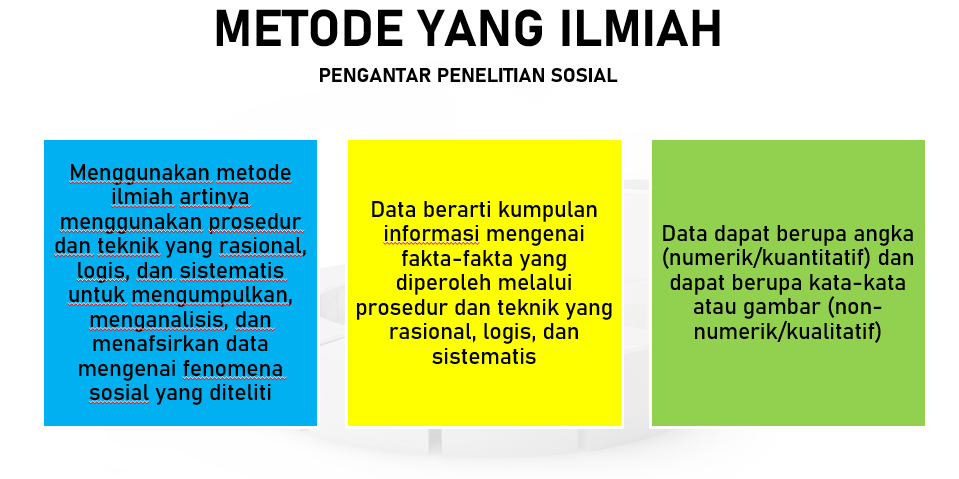 METODE YANG ILMIAH
PENGANTAR PENELITIAN SOSIAL
Menggunakan metode
ilmiah artinya
menggunakan prosedur
dan teknik yang rasional,
logis, dan sistematis
untuk mengumpulkan,
menganalisis, dan
menafsirkan data
mengenai fenomena
sosial yang diteliti
Data berarti kumpulan
informasi mengenai
fakta-fakta yang
diperoleh melalui
prosedur dan teknik yang
rasional, logis, dan
sistematis
Data dapat berupa angka
(numerik/kuantitatif) dan
dapat berupa kata-kata
atau gambar (non-
numerik/kualitatif)